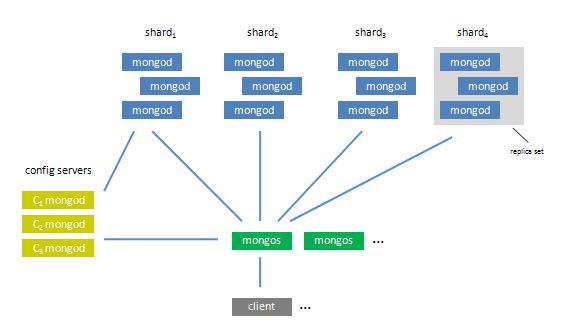 shard₁ shard₂ shard₃ shard₄
mongod mongod mongod mongod
mongod mongod mongod mongod
mongod mongod mongod mongod
replica set
config servers
C₁ mongod
C₂ mongod
C₃ mongod
mongos mongos ...
client ...